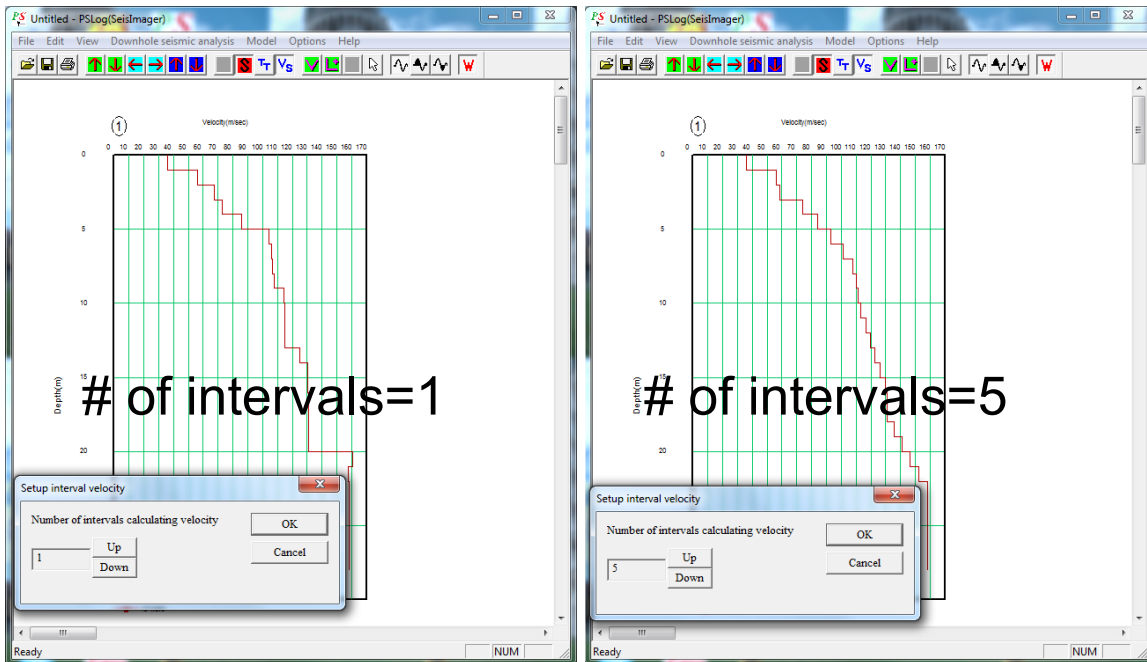 Untitled - PSLog(SeisImager)
File Edit View Downhole seismic analysis Model Options Help
S TT VS W
1
Velocity(m/sec)
0 10 20 30 40 50 60 70 80 90 100 110 120 130 140 150 160 170
0
5
10
15
Depth(m)
# of intervals=1
20
Setup interval velocity
Number of intervals calculating velocity
OK
1
Up
Down
Cancel
Ready
NUM
Untitled - PSLog(SeisImager)
File Edit View Downhole seismic analysis Model Options Help
S TT VS W
1
Velocity(m/sec)
0 10 20 30 40 50 60 70 80 90 100 110 120 130 140 150 160 170
0
5
10
15
Depth(m)
# of intervals=5
20
Setup interval velocity
Number of intervals calculating velocity
OK
5
Up
Down
Cancel
Ready
NUM